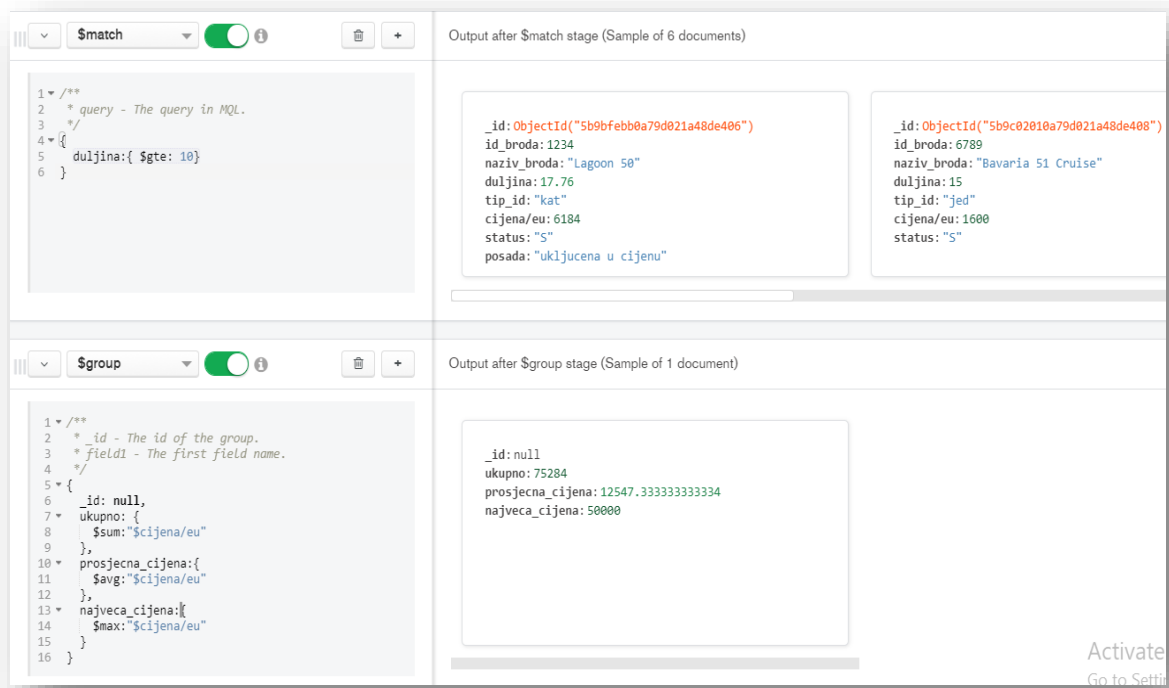 $match
Output after $match stage (Sample of 6 documents)
1 /**
2  * query - The query in MQL.
3  */
4 {
5   duljina:{ $gte: 10}
6 }
_id:ObjectId("5b9bfebb0a79d021a48de406")
id_broda:1234
naziv_broda:"Lagoon 50"
duljina:17.76
tip_id:"kat"
cijena/eu:6184
status:"S"
posada:"ukljucena u cijenu"
_id:ObjectId("5b9c02010a79d021a48de408")
id_broda:6789
naziv_broda:"Bavaria 51 Cruise"
duljina:15
tip_id:"jed"
cijena/eu:1600
status:"S"
$group
Output after $group stage (Sample of 1 document)
1 /**
2  * _id - The id of the group.
3  * field1 - The first field name.
4  */
5 {
6   _id: null,
7   ukupno: {
8     $sum:"$cijena/eu"
9   },
10   prosjecna_cijena:{
11     $avg:"$cijena/eu"
12   },
13   najveca_cijena:{
14     $max:"$cijena/eu"
15   }
16 }
_id:null
ukupno:75284
prosjecna_cijena:12547.333333333334
najveca_cijena:50000
Activate
Go to Settin